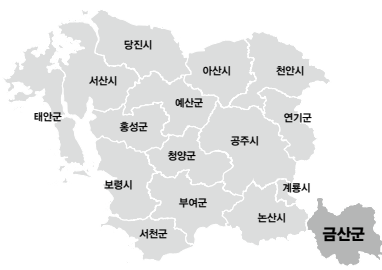 당진시
아산시
천안시
서산시
예산군
태안군
연기군
홍성군
공주시
청양군
보령시
계룡시
부여군
논산시
서천군
금산군